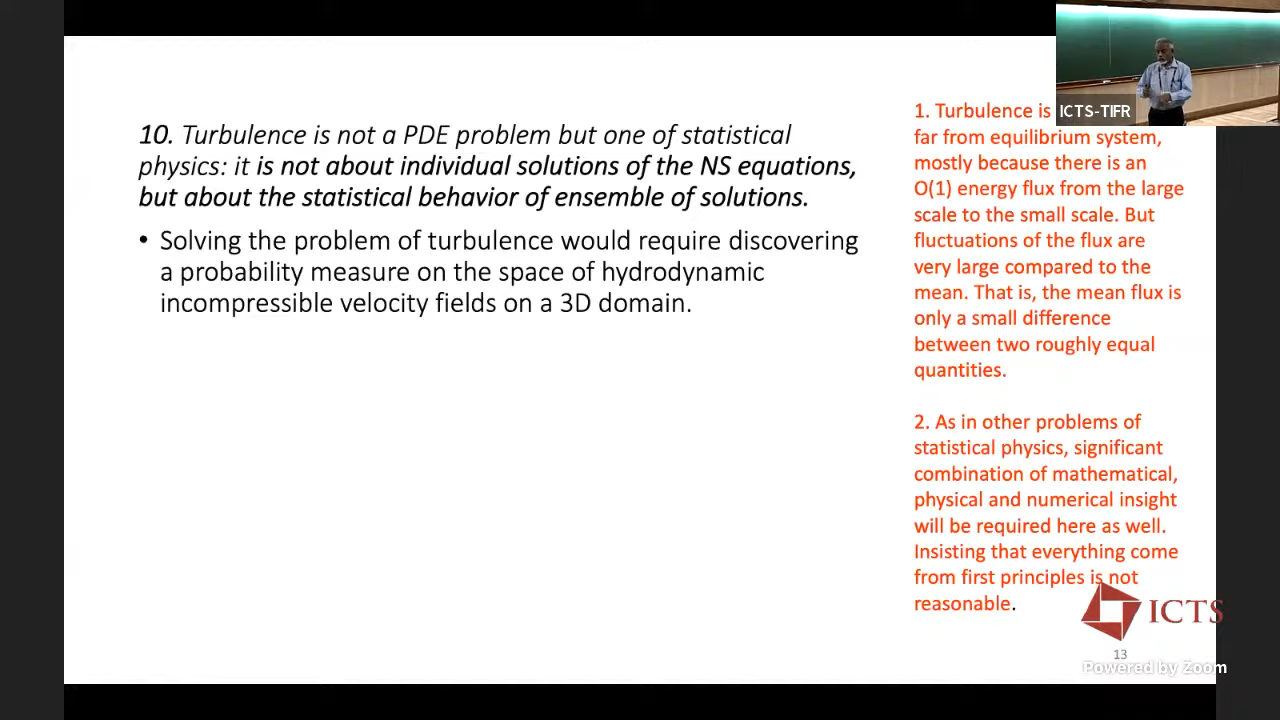 10. Turbulence is not a PDE problem but one of statistical
physics: it is not about individual solutions of the NS equations,
but about the statistical behavior of ensemble of solutions.
• Solving the problem of turbulence would require discovering
a probability measure on the space of hydrodynamic
incompressible velocity fields on a 3D domain.
ICTS-TIFR
1. Turbulence is
far from equilibrium system,
mostly because there is an
O(1) energy flux from the large
scale to the small scale. But
fluctuations of the flux are
very large compared to the
mean. That is, the mean flux is
only a small difference
between two roughly equal
quantities.
2. As in other problems of
statistical physics, significant
combination of mathematical,
physical and numerical insight
will be required here as well.
Insisting that everything come
from first principles is not
reasonable.
ICTS
13
Powered by Zoom